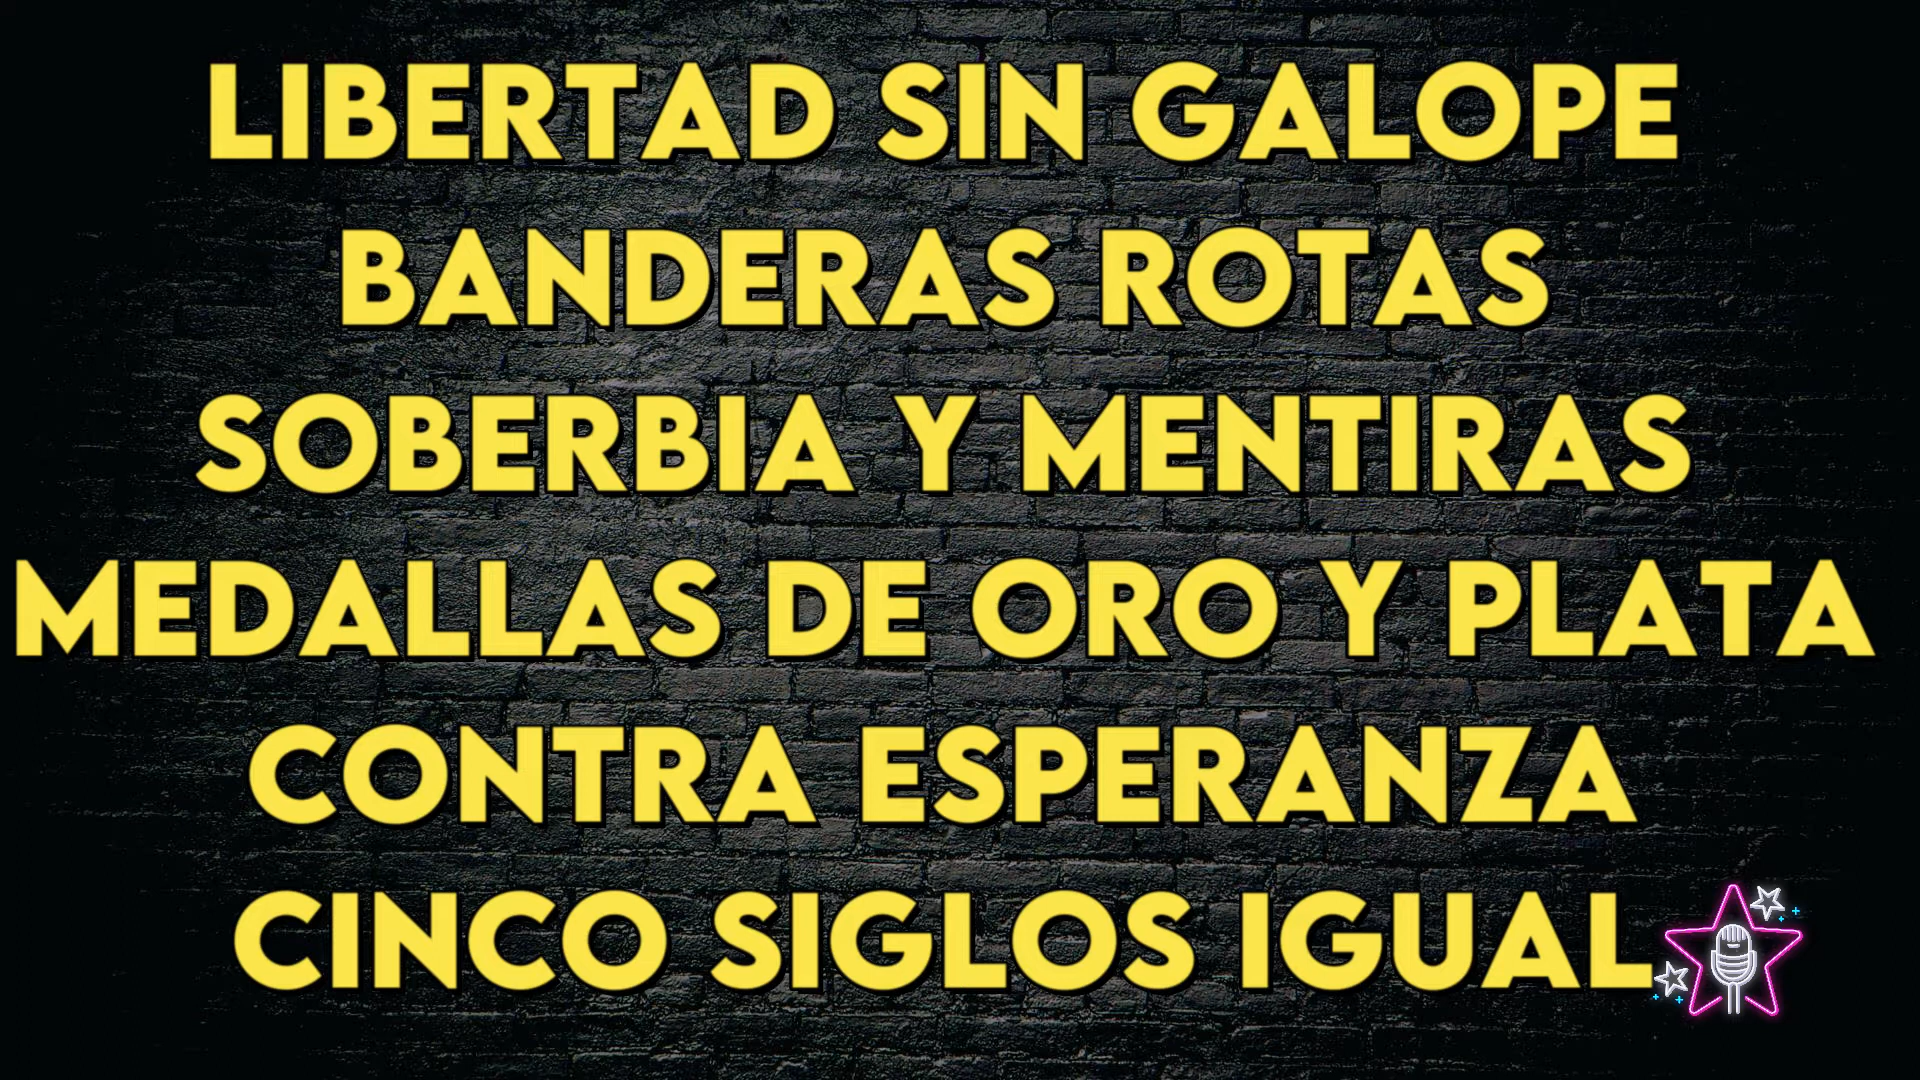 LIBERTAD SIN GALOPE
BANDERAS ROTAS
SOBERBIA Y MENTIRAS
MEDALLAS DE ORO Y PLATA
CONTRA ESPERANZA
CINCO SIGLOS IGUAL